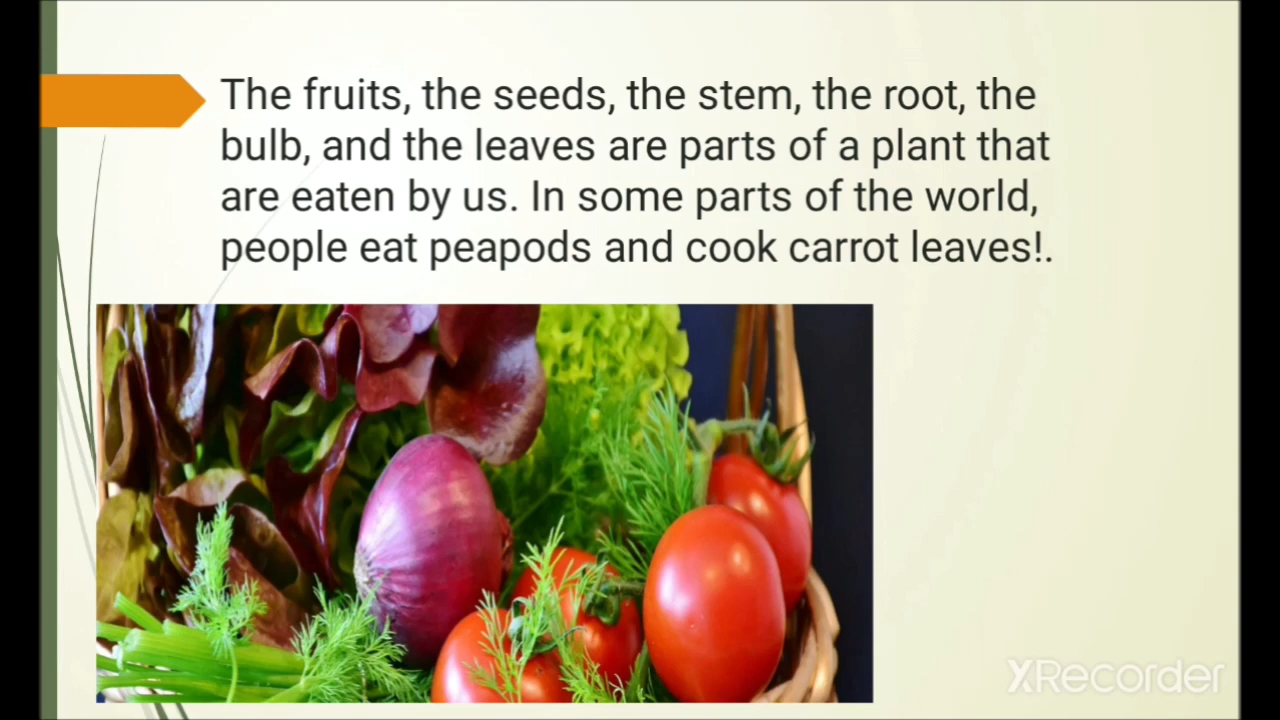 The fruits, the seeds, the stem, the root, the
bulb, and the leaves are parts of a plant that
are eaten by us. In some parts of the world,
people eat peapods and cook carrot leaves!.
XRecorder